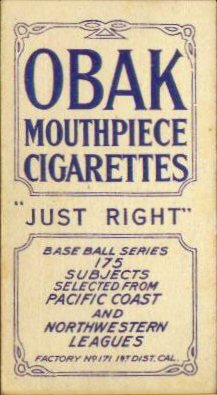 OBAK
MOUTHPIECE
CIGARETTES
"JUST RIGHT"
BASE BALL SERIES
175
SUBJECTS
SELECTED FROM
PACIFIC COAST
AND
NORTHWESTERN
LEAGUES
FACTORY Nº 171 1ST DIST. CAL.